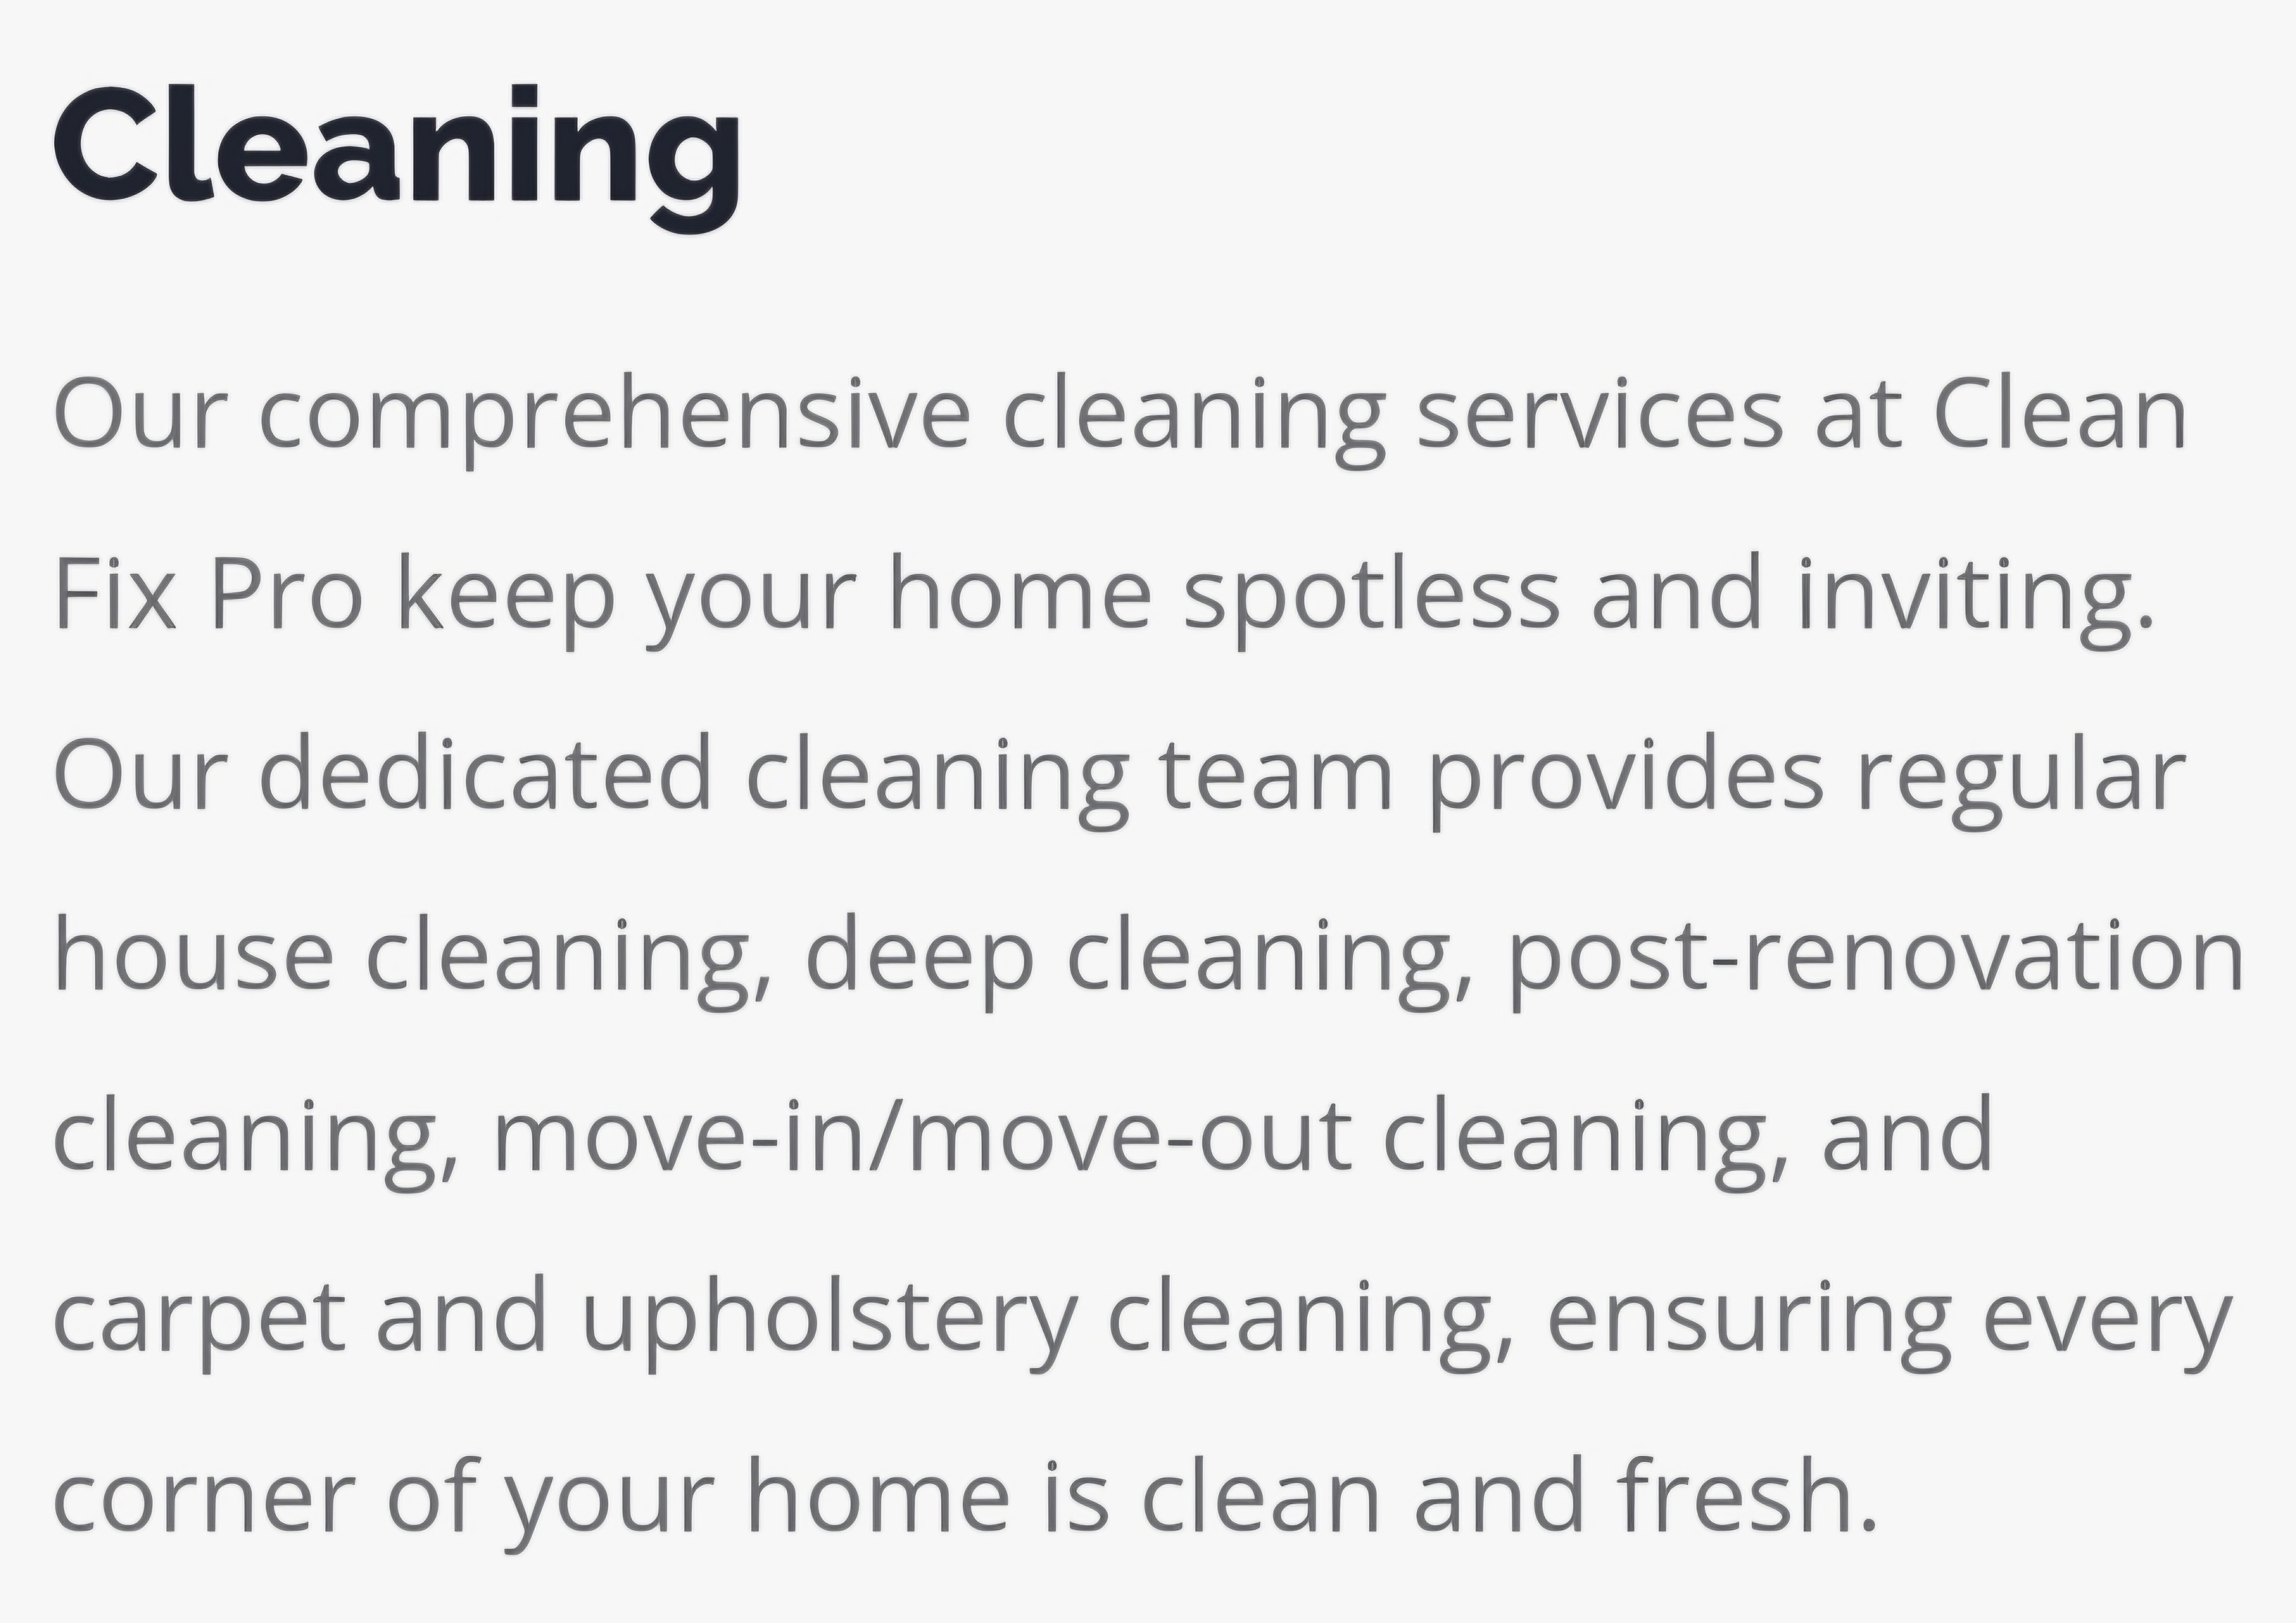 Cleaning
Our comprehensive cleaning services at Clean
Fix Pro keep your home spotless and inviting.
Our dedicated cleaning team provides regular
house cleaning, deep cleaning, post-renovation
cleaning, move-in/move-out cleaning, and
carpet and upholstery cleaning, ensuring every
corner of your home is clean and fresh.